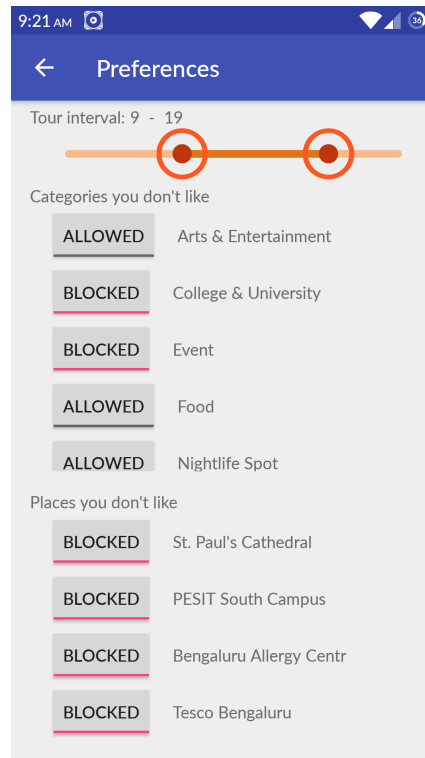 9:21 AM 36
Preferences
Tour interval: 9 - 19
Categories you don't like
ALLOWED Arts & Entertainment
BLOCKED College & University
BLOCKED Event
ALLOWED Food
ALLOWED Nightlife Spot
Places you don't like
BLOCKED St. Paul's Cathedral
BLOCKED PESIT South Campus
BLOCKED Bengaluru Allergy Centr
BLOCKED Tesco Bengaluru